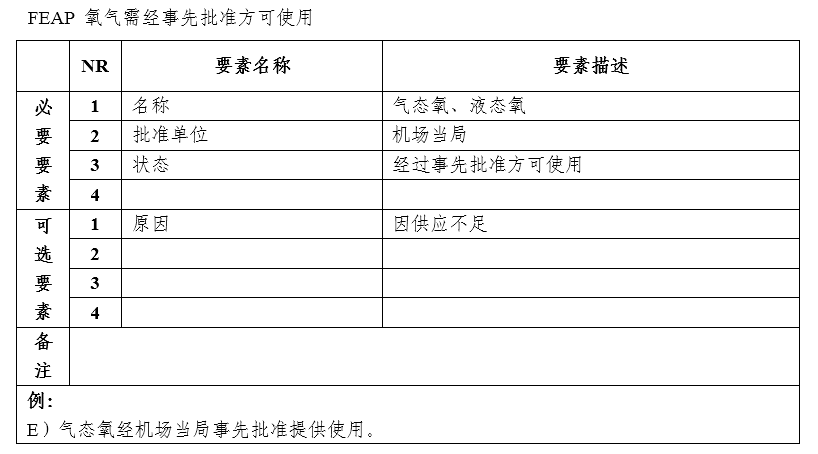 FEAP 氧气需经事先批准方可使用
NR 要素名称 要素描述
必要要素
1 名称 气态氧、液态氧
2 批准单位 机场当局
3 状态 经过事先批准方可使用
4
可选要素
1 原因 因供应不足
2
3
4
备注
例：
E）气态氧经机场当局事先批准提供使用。